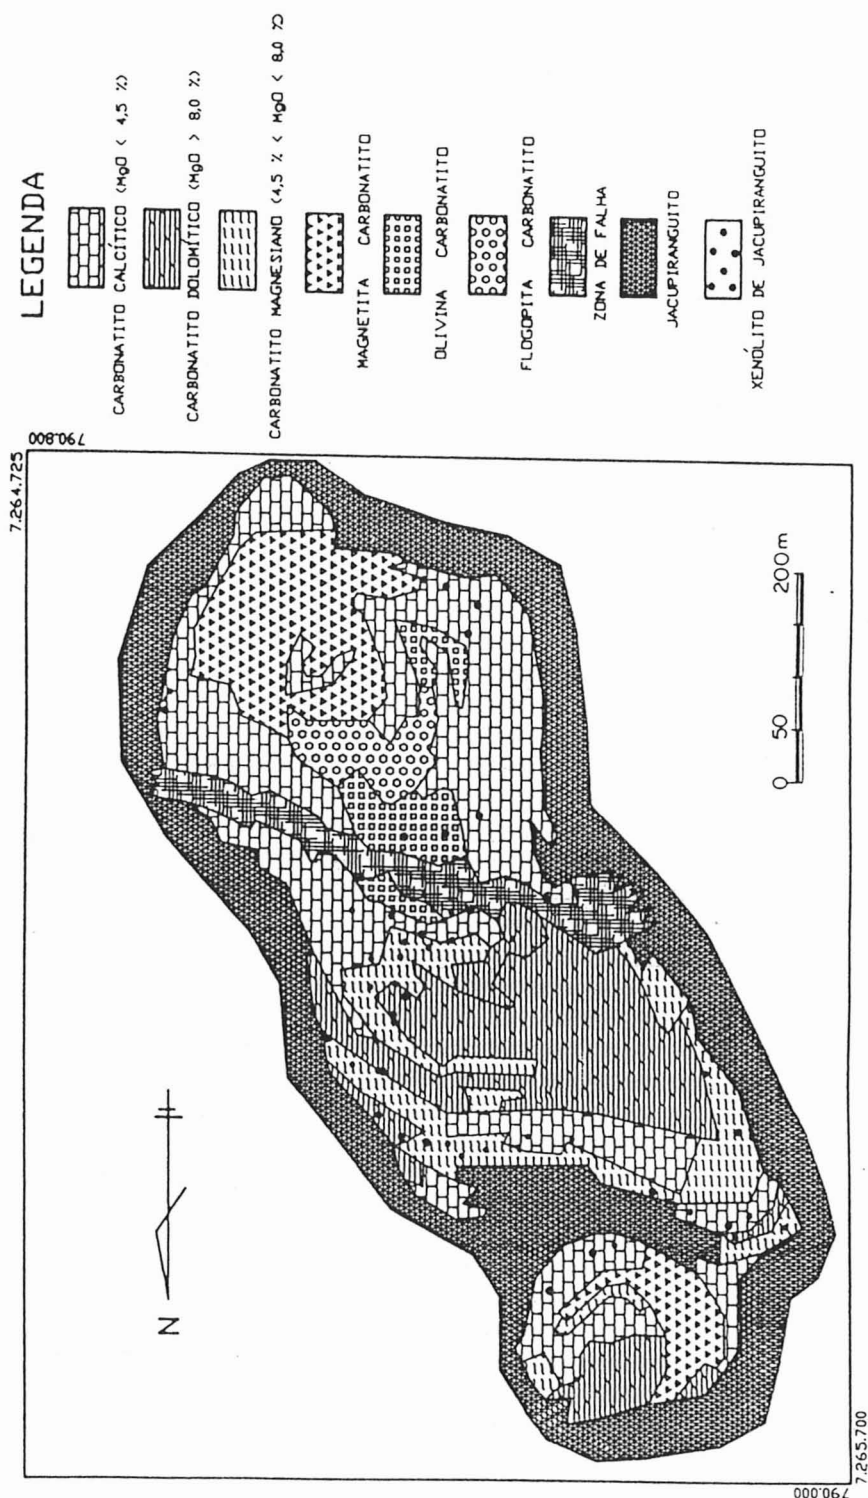 LEGENDA
CARBONATITO CALCÍTICO (MgO < 4,5 %)
CARBONATITO DOLOMÍTICO (MgO > 8,0 %)
CARBONATITO MAGNESIANO (4,5 % < MgO < 8,0 %)
MAGNETITA CARBONATITO
OLIVINA CARBONATITO
FLOGOPITA CARBONATITO
ZONA DE FALHA
JACUPIRANGUITO
XENÓLITO DE JACUPIRANGUITO
7.264.725
790.800
0 50 200 m
N
7.265.700
790.000